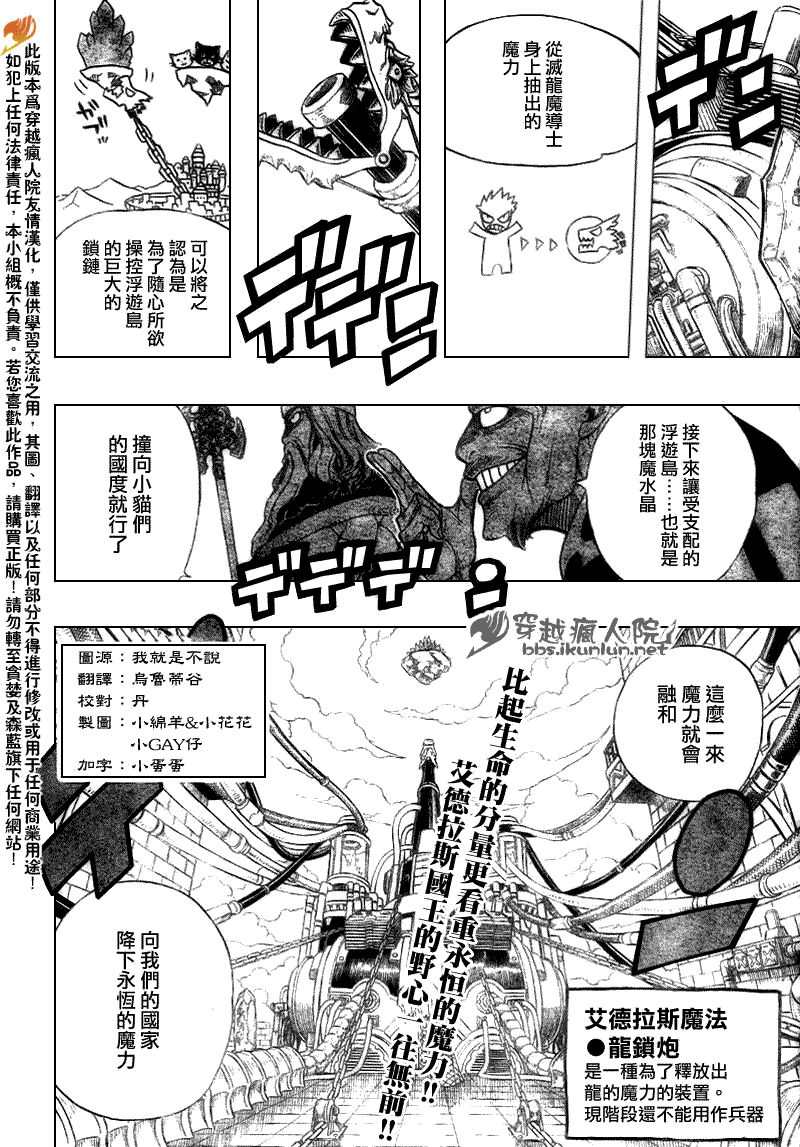 從滅龍魔導士
身上抽出的
魔力
可以將之
認為是
為了隨心所欲
操控浮遊島
的巨大的
鎖鏈
デデデ…
接下來讓受支配的
浮遊島……也就是
那塊魔水晶
撞向小貓們
的國度就行了
デデデ…
穿越瘋人院
bbs.ikunlun.net
這麼一來
魔力就會
融和
比起生命的分量更看重永恒的魔力!!
艾德拉斯國王的野心一往無前!!
圖源：我就是不說
翻譯：烏魯蒂谷
校對：丹
製圖：小綿羊&小花花
小GAY仔
加字：小蛋蛋
向我們的國家
降下永恆的魔力
艾德拉斯魔法
●龍鎖炮
是一種為了釋放出
龍的魔力的裝置。
現階段還不能用作兵器
此版本爲穿越瘋人院友情漢化，僅供學習交流之用，其圖、翻譯以及任何部分不得進行修改或用于任何商業用途！
如犯上任何法律責任，本小組概不負責。若您喜歡此作品，請購買正版！請勿轉至貪婪及森藍旗下任何網站！